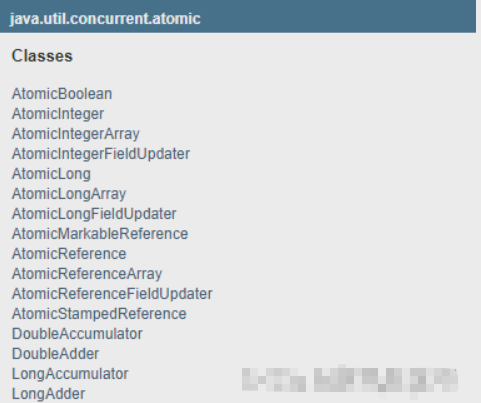 java.util.concurrent.atomic
Classes
AtomicBoolean
AtomicInteger
AtomicIntegerArray
AtomicIntegerFieldUpdater
AtomicLong
AtomicLongArray
AtomicLongFieldUpdater
AtomicMarkableReference
AtomicReference
AtomicReferenceArray
AtomicReferenceFieldUpdater
AtomicStampedReference
DoubleAccumulator
DoubleAdder
LongAccumulator
LongAdder